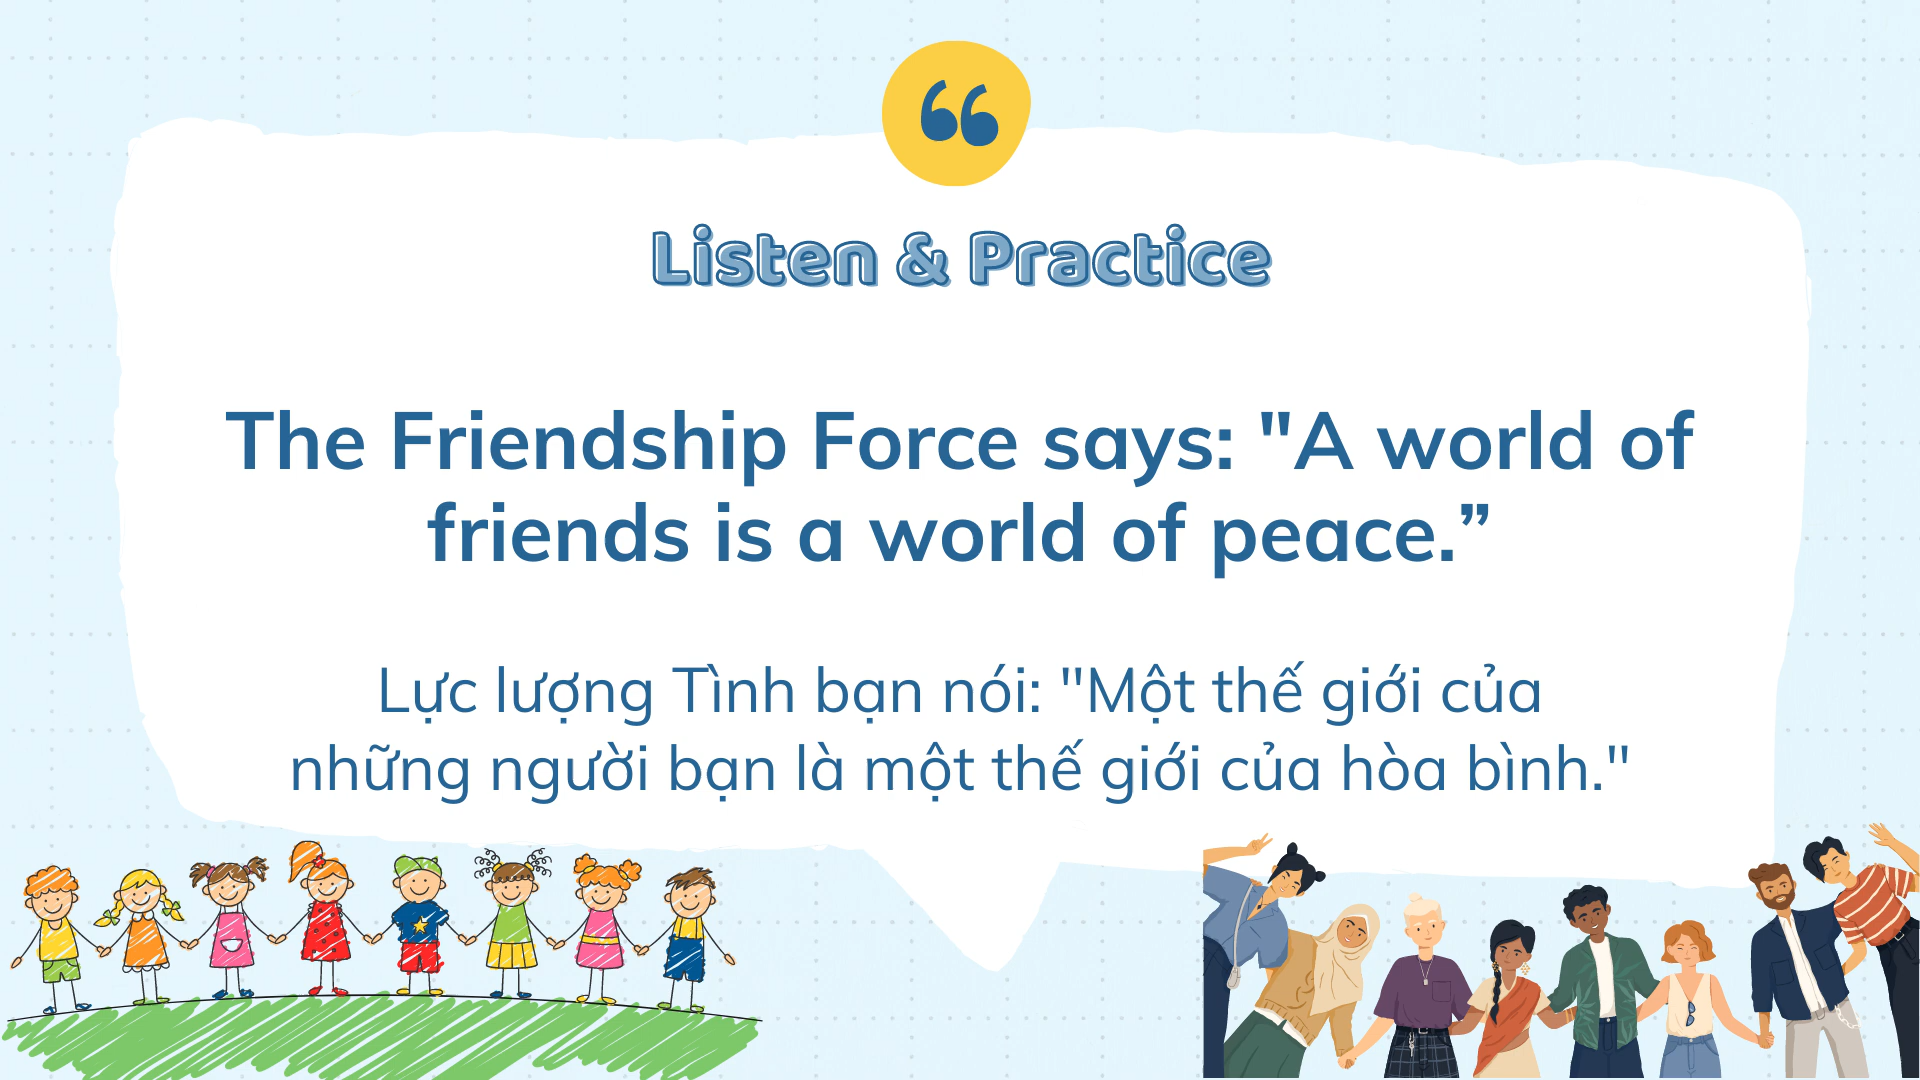 Listen & Practice
The Friendship Force says: "A world of
friends is a world of peace.”
Lực lượng Tình bạn nói: "Một thế giới của
những người bạn là một thế giới của hòa bình."